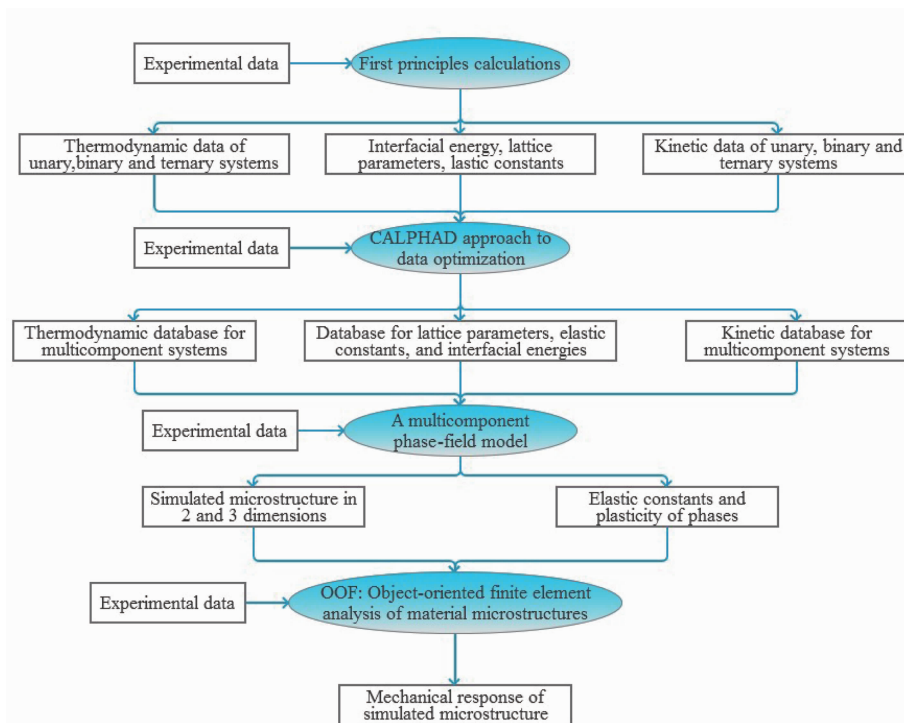 Experimental data
First principles calculations
Thermodynamic data of
unary,binary and ternary systems
Interfacial energy, lattice
parameters, lastic constants
Kinetic data of unary, binary and
ternary systems
Experimental data
CALPHAD approach to
data optimization
Thermodynamic database for
multicomponent systems
Database for lattice parameters, elastic
constants, and interfacial energies
Kinetic database for
multicomponent systems
Experimental data
A multicomponent
phase-field model
Simulated microstructure in
2 and 3 dimensions
Elastic constants and
plasticity of phases
Experimental data
OOF: Object-oriented finite element
analysis of material microstructures
Mechanical response of
simulated microstructure